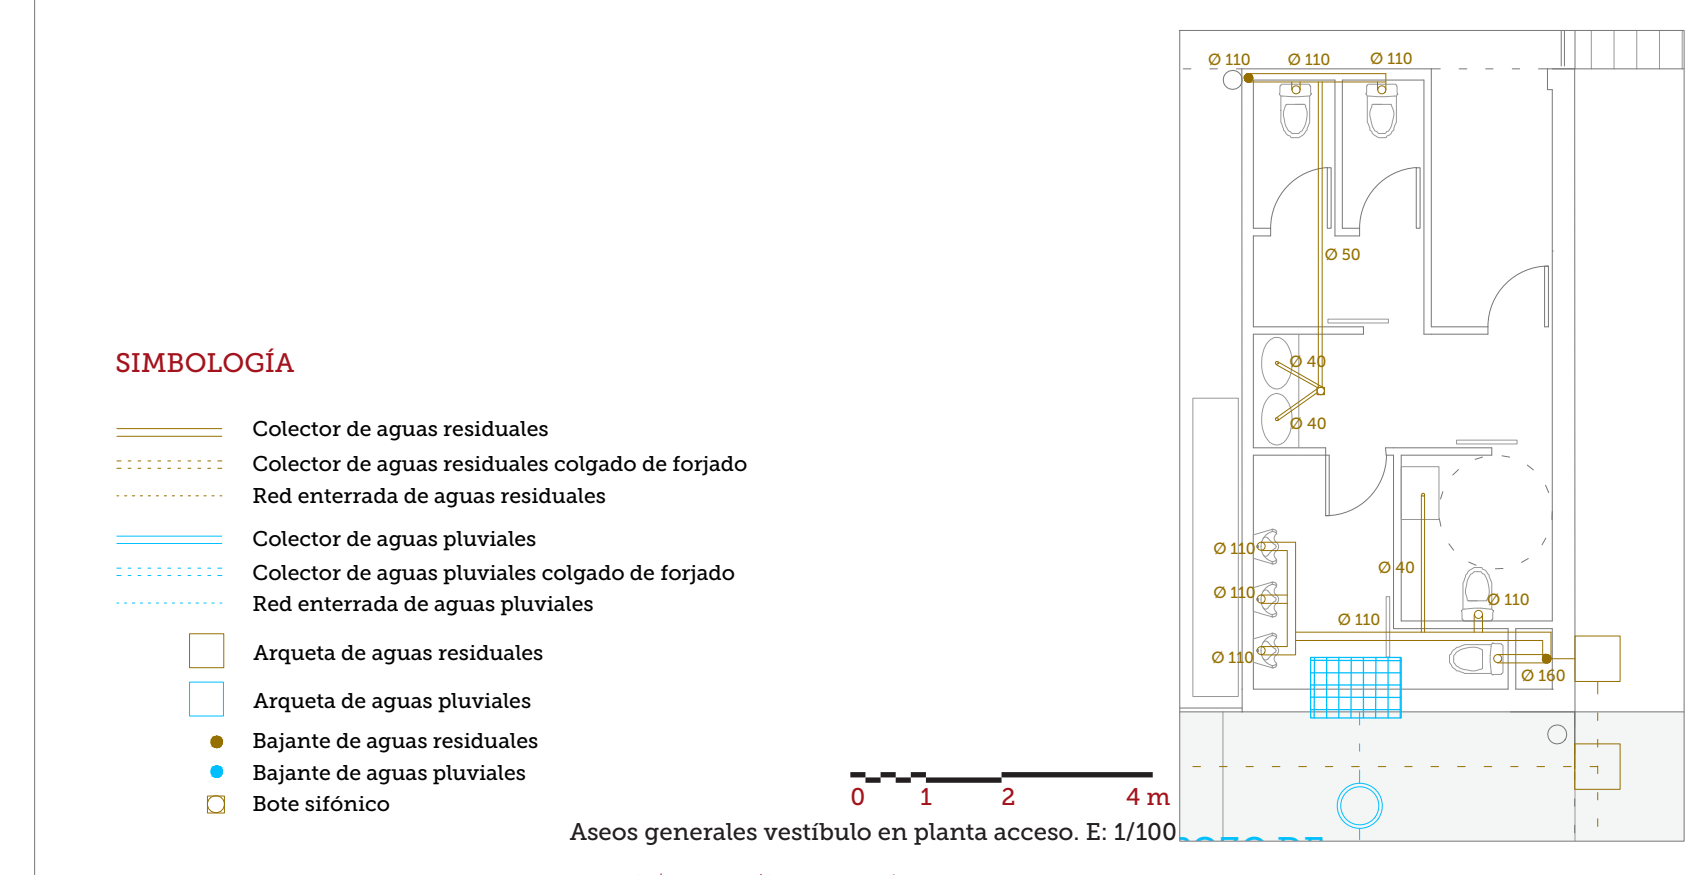 SIMBOLOGÍA
Colector de aguas residuales
Colector de aguas residuales colgado de forjado
Red enterrada de aguas residuales
Colector de aguas pluviales
Colector de aguas pluviales colgado de forjado
Red enterrada de aguas pluviales
Arqueta de aguas residuales
Arqueta de aguas pluviales
Bajante de aguas residuales
Bajante de aguas pluviales
Bote sifónico
0 1 2 4 m
Aseos generales vestíbulo en planta acceso. E: 1/100
Ø 110 Ø 110 Ø 110
Ø 50
Ø 40
Ø 40
Ø 110
Ø 40
Ø 110
Ø 110
Ø 110
Ø 110
Ø 160